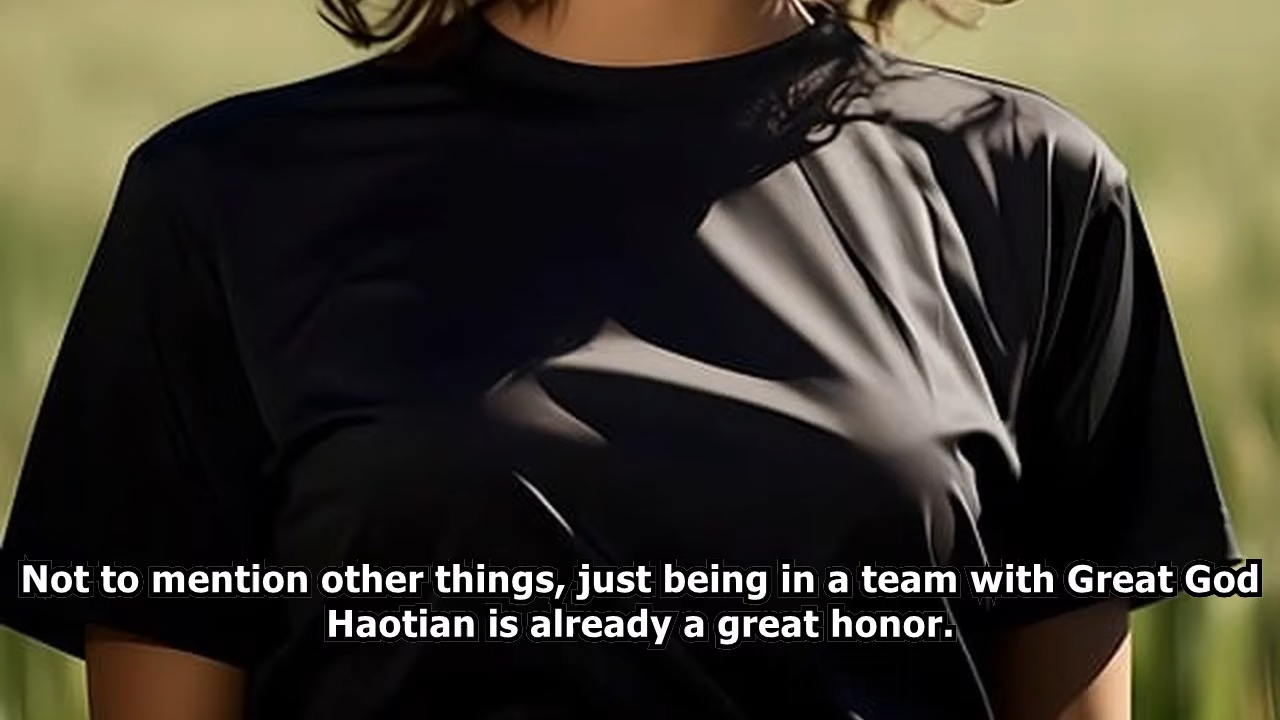 Not to mention other things, just being in a team with Great God
Haotian is already a great honor.